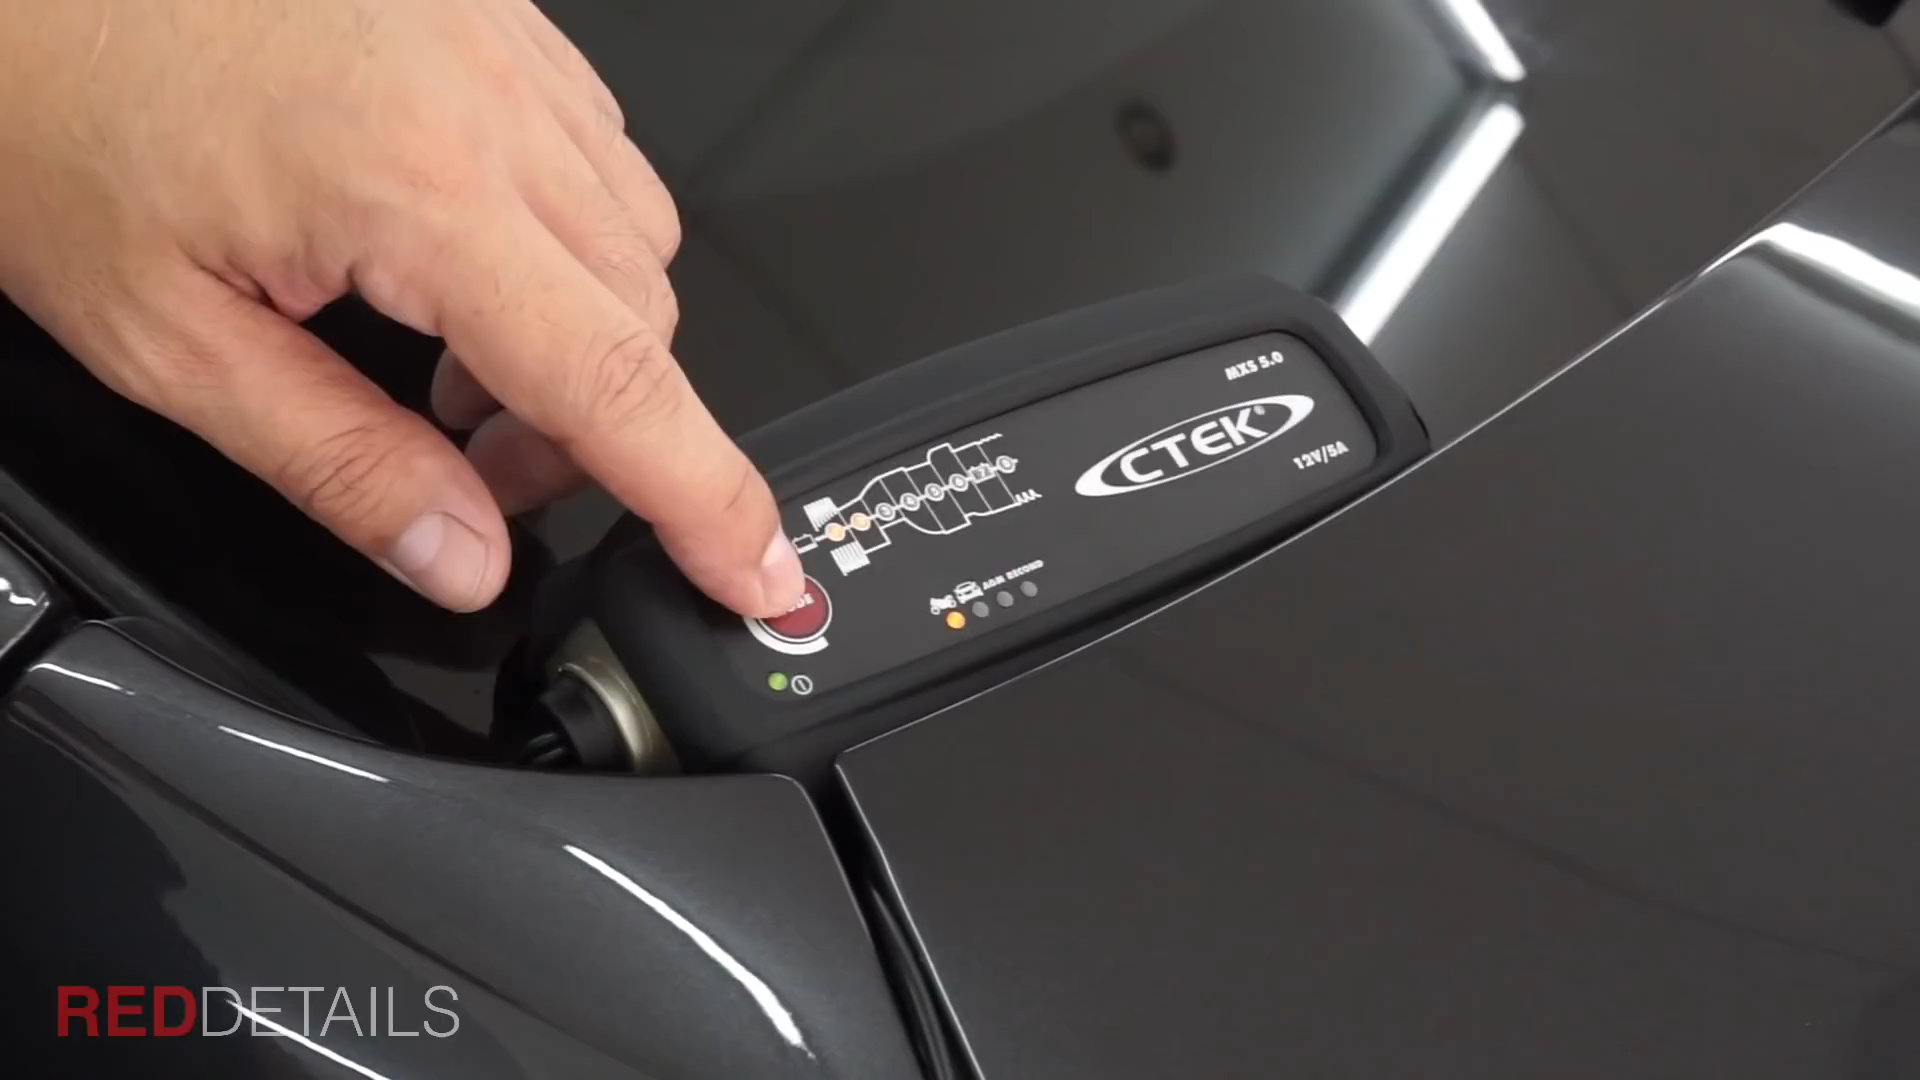 MXS 5.0
CTEK®
12V/5A
AGM RECOND
REDDETAILS